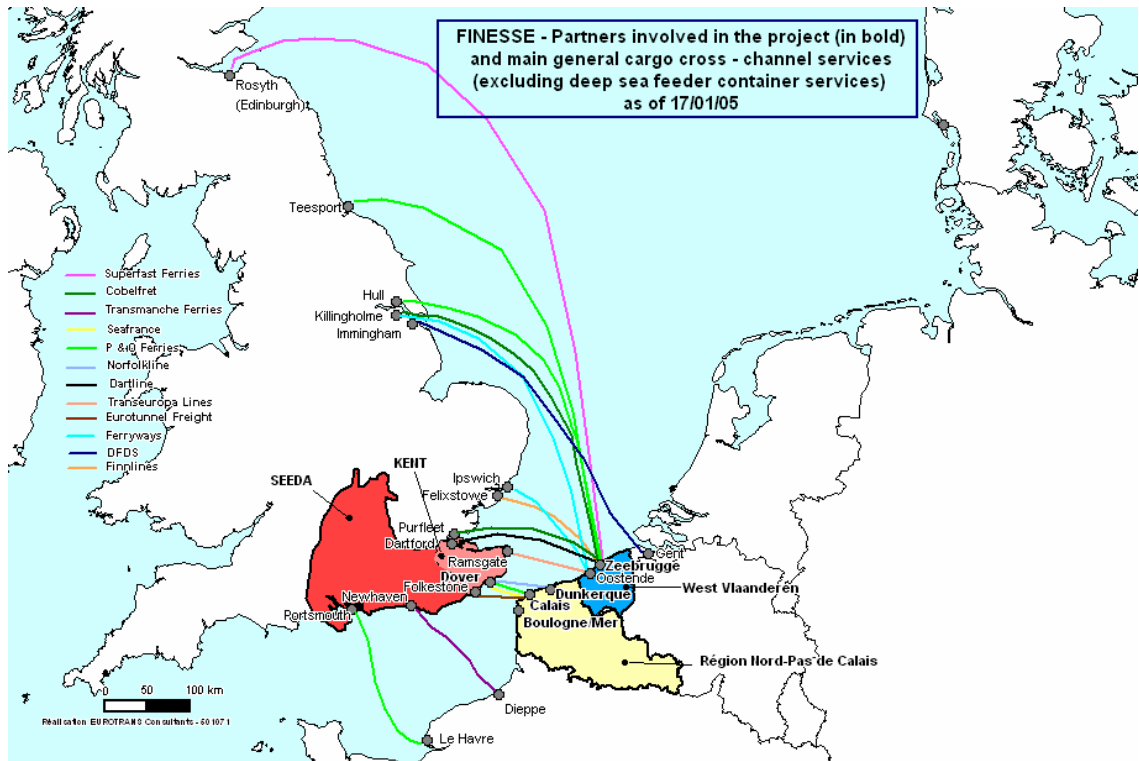 FINESSE - Partners involved in the project (in bold)
and main general cargo cross - channel services
(excluding deep sea feeder container services)
as of 17/01/05
Rosyth
(Edinburgh)
Teesport
Superfast Ferries
Cobelfret
Transmanche Ferries
Seafrance
P & O Ferries
Norfolkline
Dartline
Transeuropa Lines
Eurotunnel Freight
Ferryways
DFDS
Finnlines
Hull
Killingholme
Immingham
KENT
SEEDA
Ipswich
Felixstowe
Purfleet
Dartford
Ramsgate
Dover
Folkestone
Newhaven
Portsmouth
Gent
Zeebrugge
Oostende
Dunkerque
West Vlaanderen
Calais
Boulogne/Mer
Région Nord-Pas de Calais
Dieppe
Le Havre
0 50 100 km
Réalisation EUROTRANS Consultants - 501071